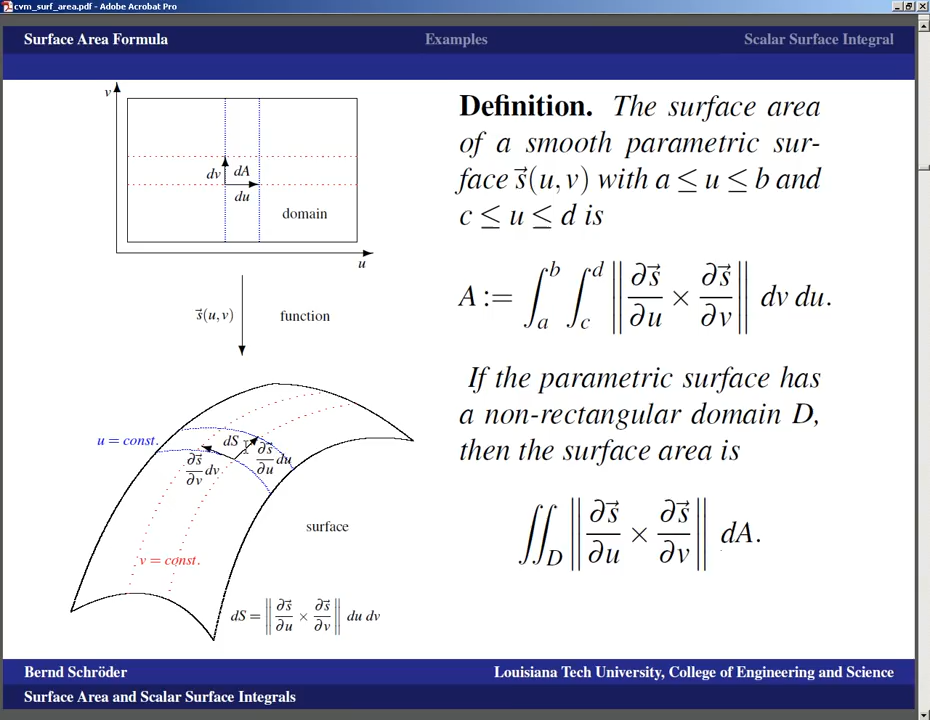 cvm_surf_area.pdf - Adobe Acrobat Pro
Surface Area Formula Examples Scalar Surface Integral
v
dv dA
du
domain
u
s⃗(u,v) function
u = const.
dS
∂s⃗/∂u du
∂s⃗/∂v dv
surface
v = const.
dS = ‖∂s⃗/∂u × ∂s⃗/∂v‖ du dv
Definition. The surface area
of a smooth parametric sur-
face s⃗(u,v) with a ≤ u ≤ b and
c ≤ u ≤ d is
A := ∫_a^b ∫_c^d ‖∂s⃗/∂u × ∂s⃗/∂v‖ dv du.
If the parametric surface has
a non-rectangular domain D,
then the surface area is
∬_D ‖∂s⃗/∂u × ∂s⃗/∂v‖ dA.
Bernd Schröder Louisiana Tech University, College of Engineering and Science
Surface Area and Scalar Surface Integrals